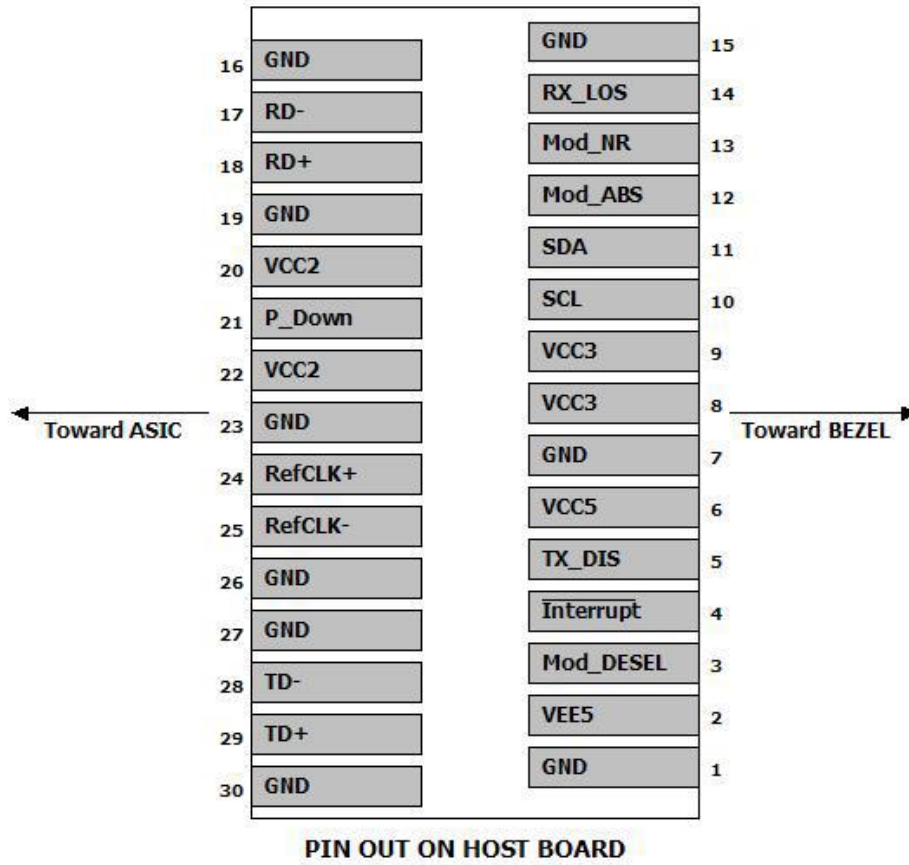 16 GND
17 RD-
18 RD+
19 GND
20 VCC2
21 P_Down
22 VCC2
23 GND
24 RefCLK+
25 RefCLK-
26 GND
27 GND
28 TD-
29 TD+
30 GND
Toward ASIC
GND 15
RX_LOS 14
Mod_NR 13
Mod_ABS 12
SDA 11
SCL 10
VCC3 9
VCC3 8
GND 7
VCC5 6
TX_DIS 5
Interrupt 4
Mod_DESEL 3
VEE5 2
GND 1
Toward BEZEL
PIN OUT ON HOST BOARD